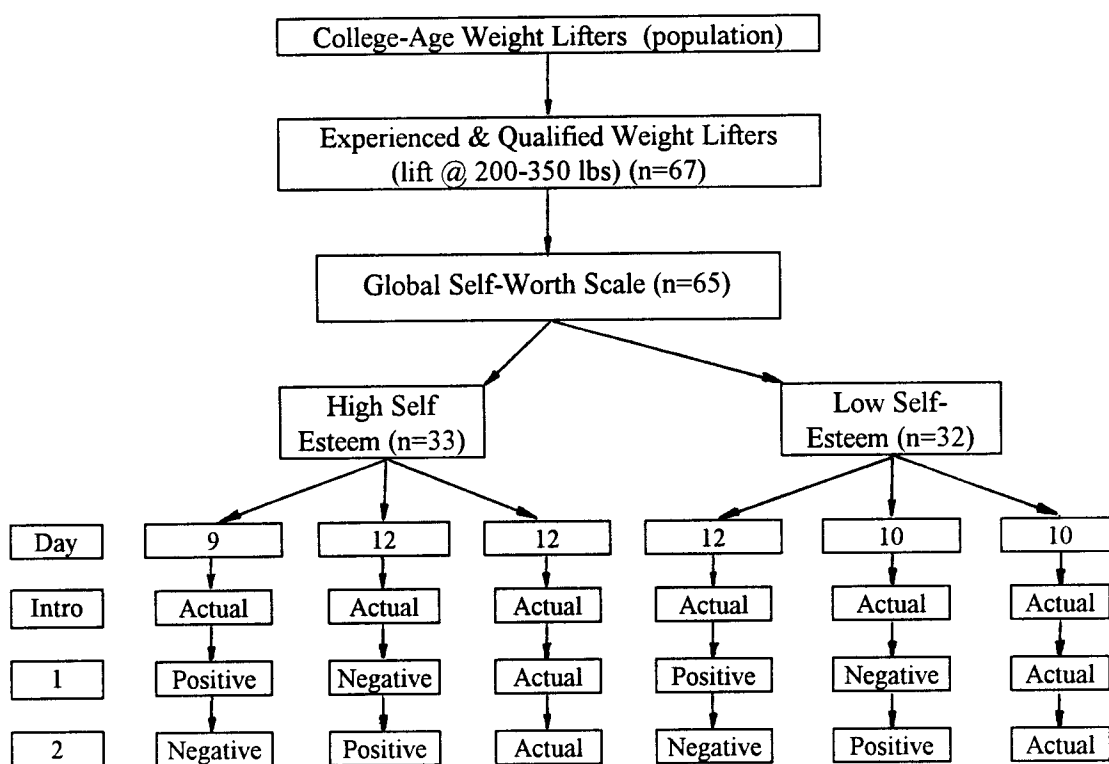 College-Age Weight Lifters (population)
Experienced & Qualified Weight Lifters
(lift @ 200-350 lbs) (n=67)
Global Self-Worth Scale (n=65)
High Self
Esteem (n=33)
Low Self-
Esteem (n=32)
Day 9 12 12 12 10 10
Intro Actual Actual Actual Actual Actual Actual
1 Positive Negative Actual Positive Negative Actual
2 Negative Positive Actual Negative Positive Actual